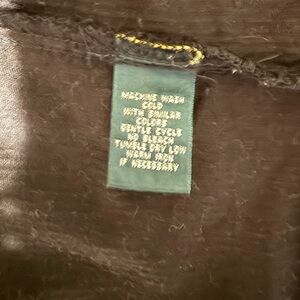 MACHINE WASH
COLD
WITH SIMILAR
COLORS
GENTLE CYCLE
NO BLEACH
TUMBLE DRY LOW
WARM IRON
IF NECESSARY